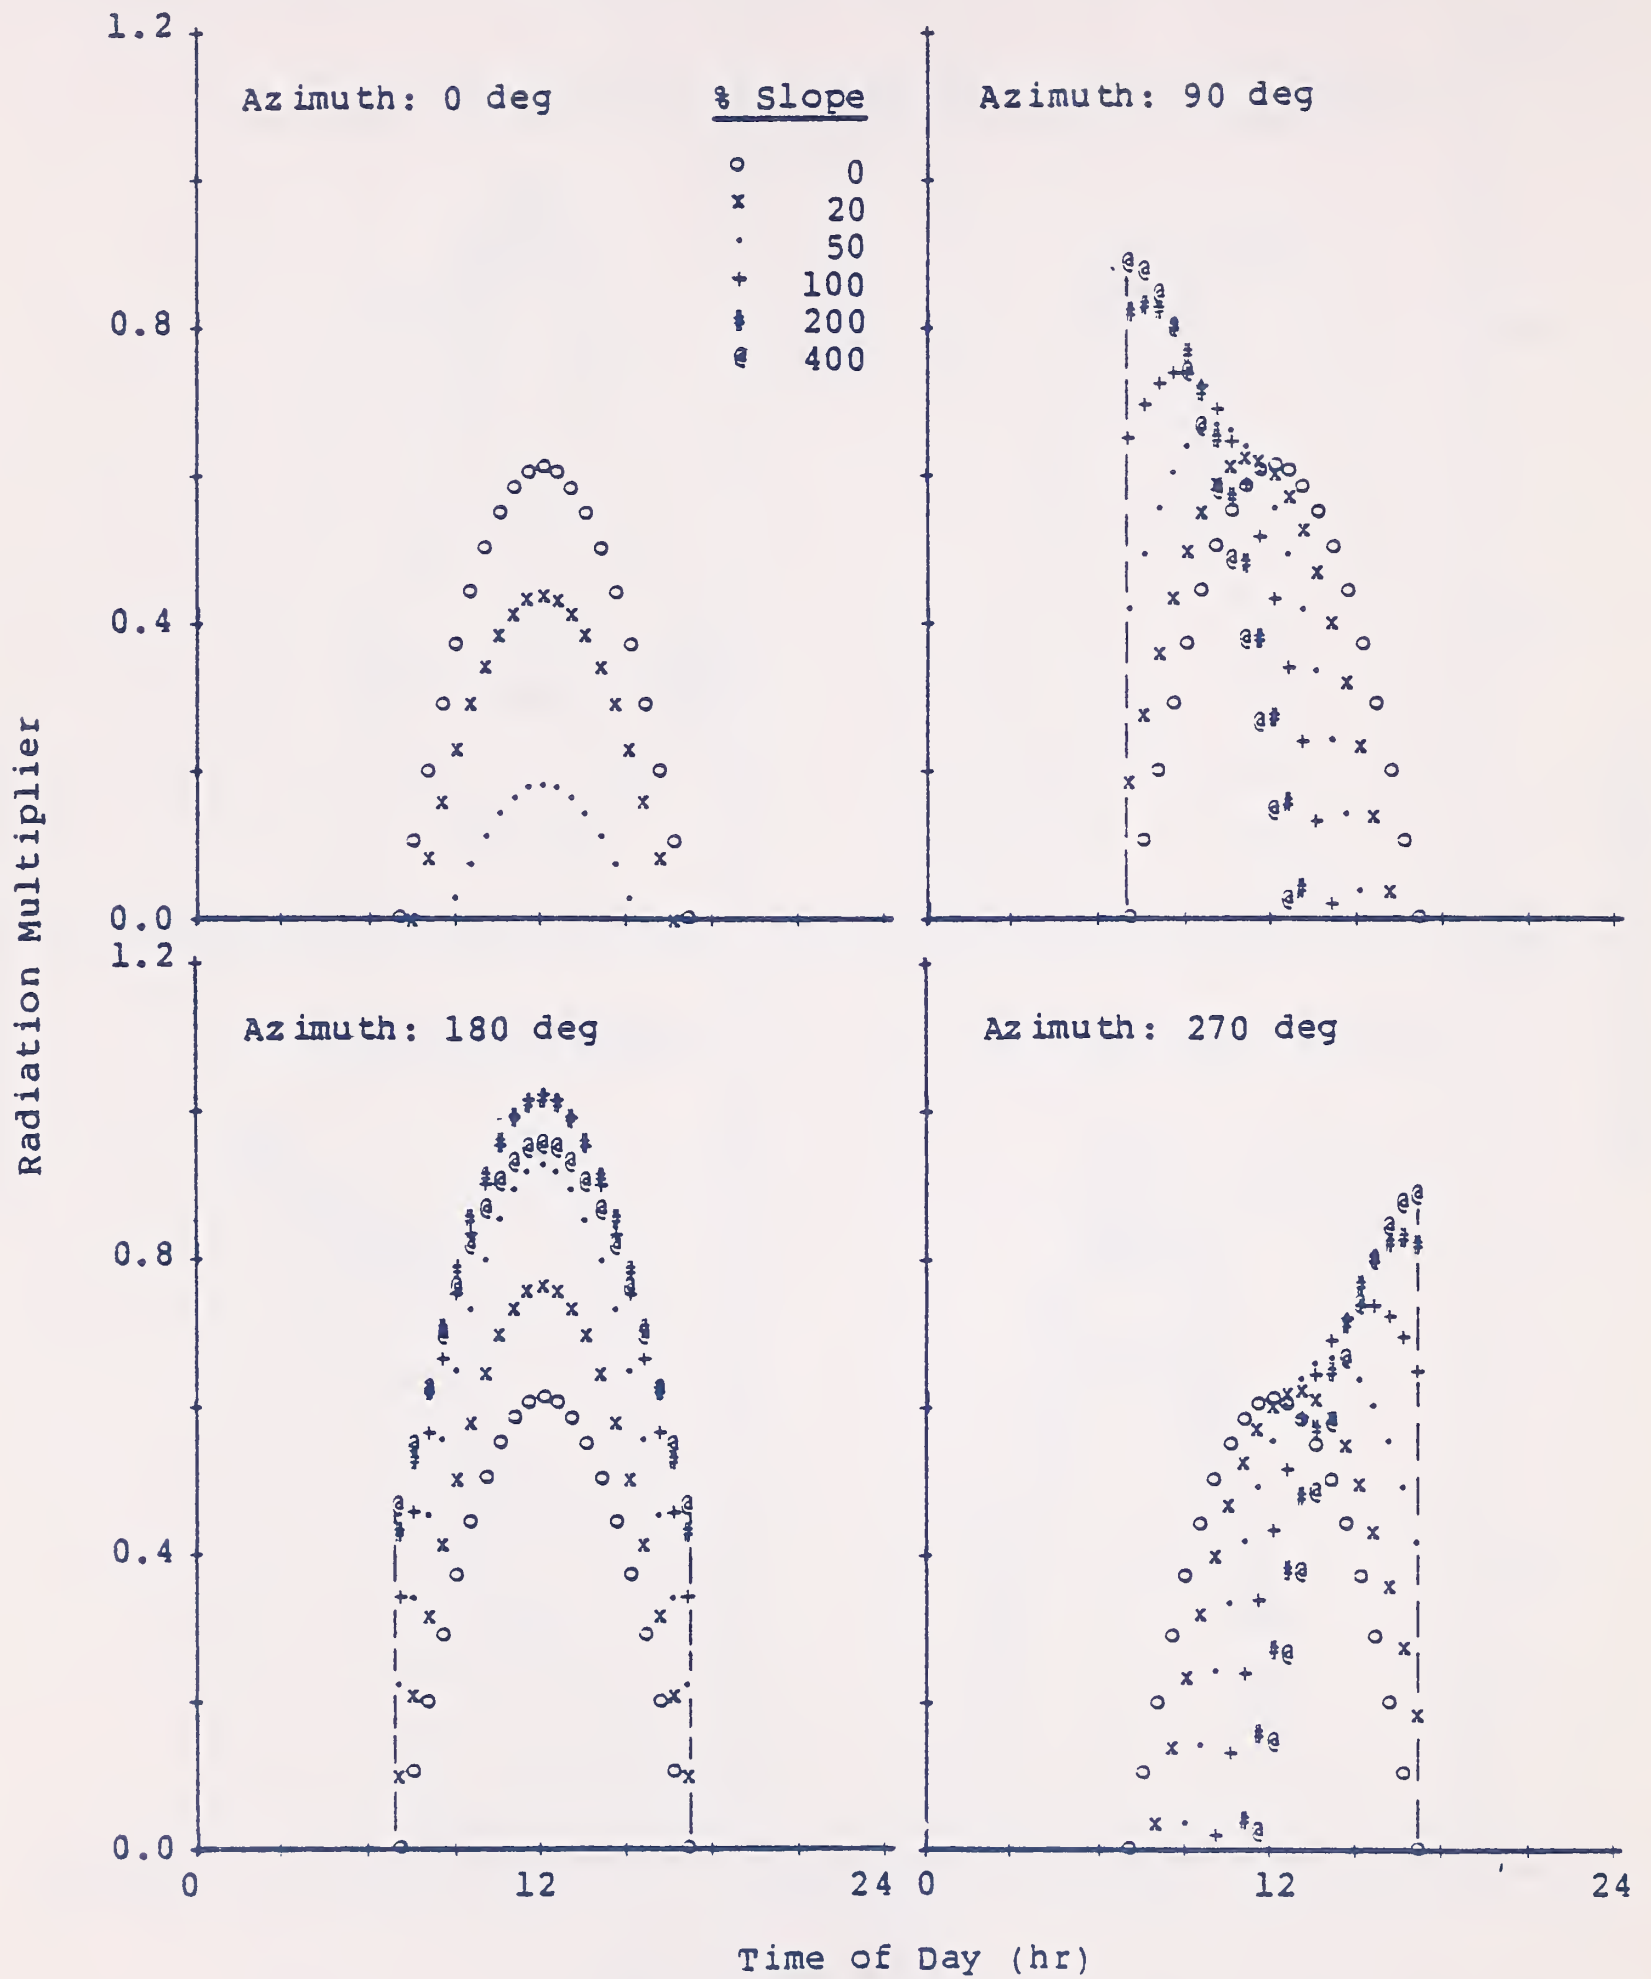 1.2
Azimuth: 0 deg
% Slope
o 0
x 20
. 50
+ 100
‡ 200
@ 400
Azimuth: 90 deg
0.8
0.4
0.0
Radiation Multiplier
1.2
Azimuth: 180 deg
Azimuth: 270 deg
0.8
0.4
0.0
0 12 24 0 12 24
Time of Day (hr)